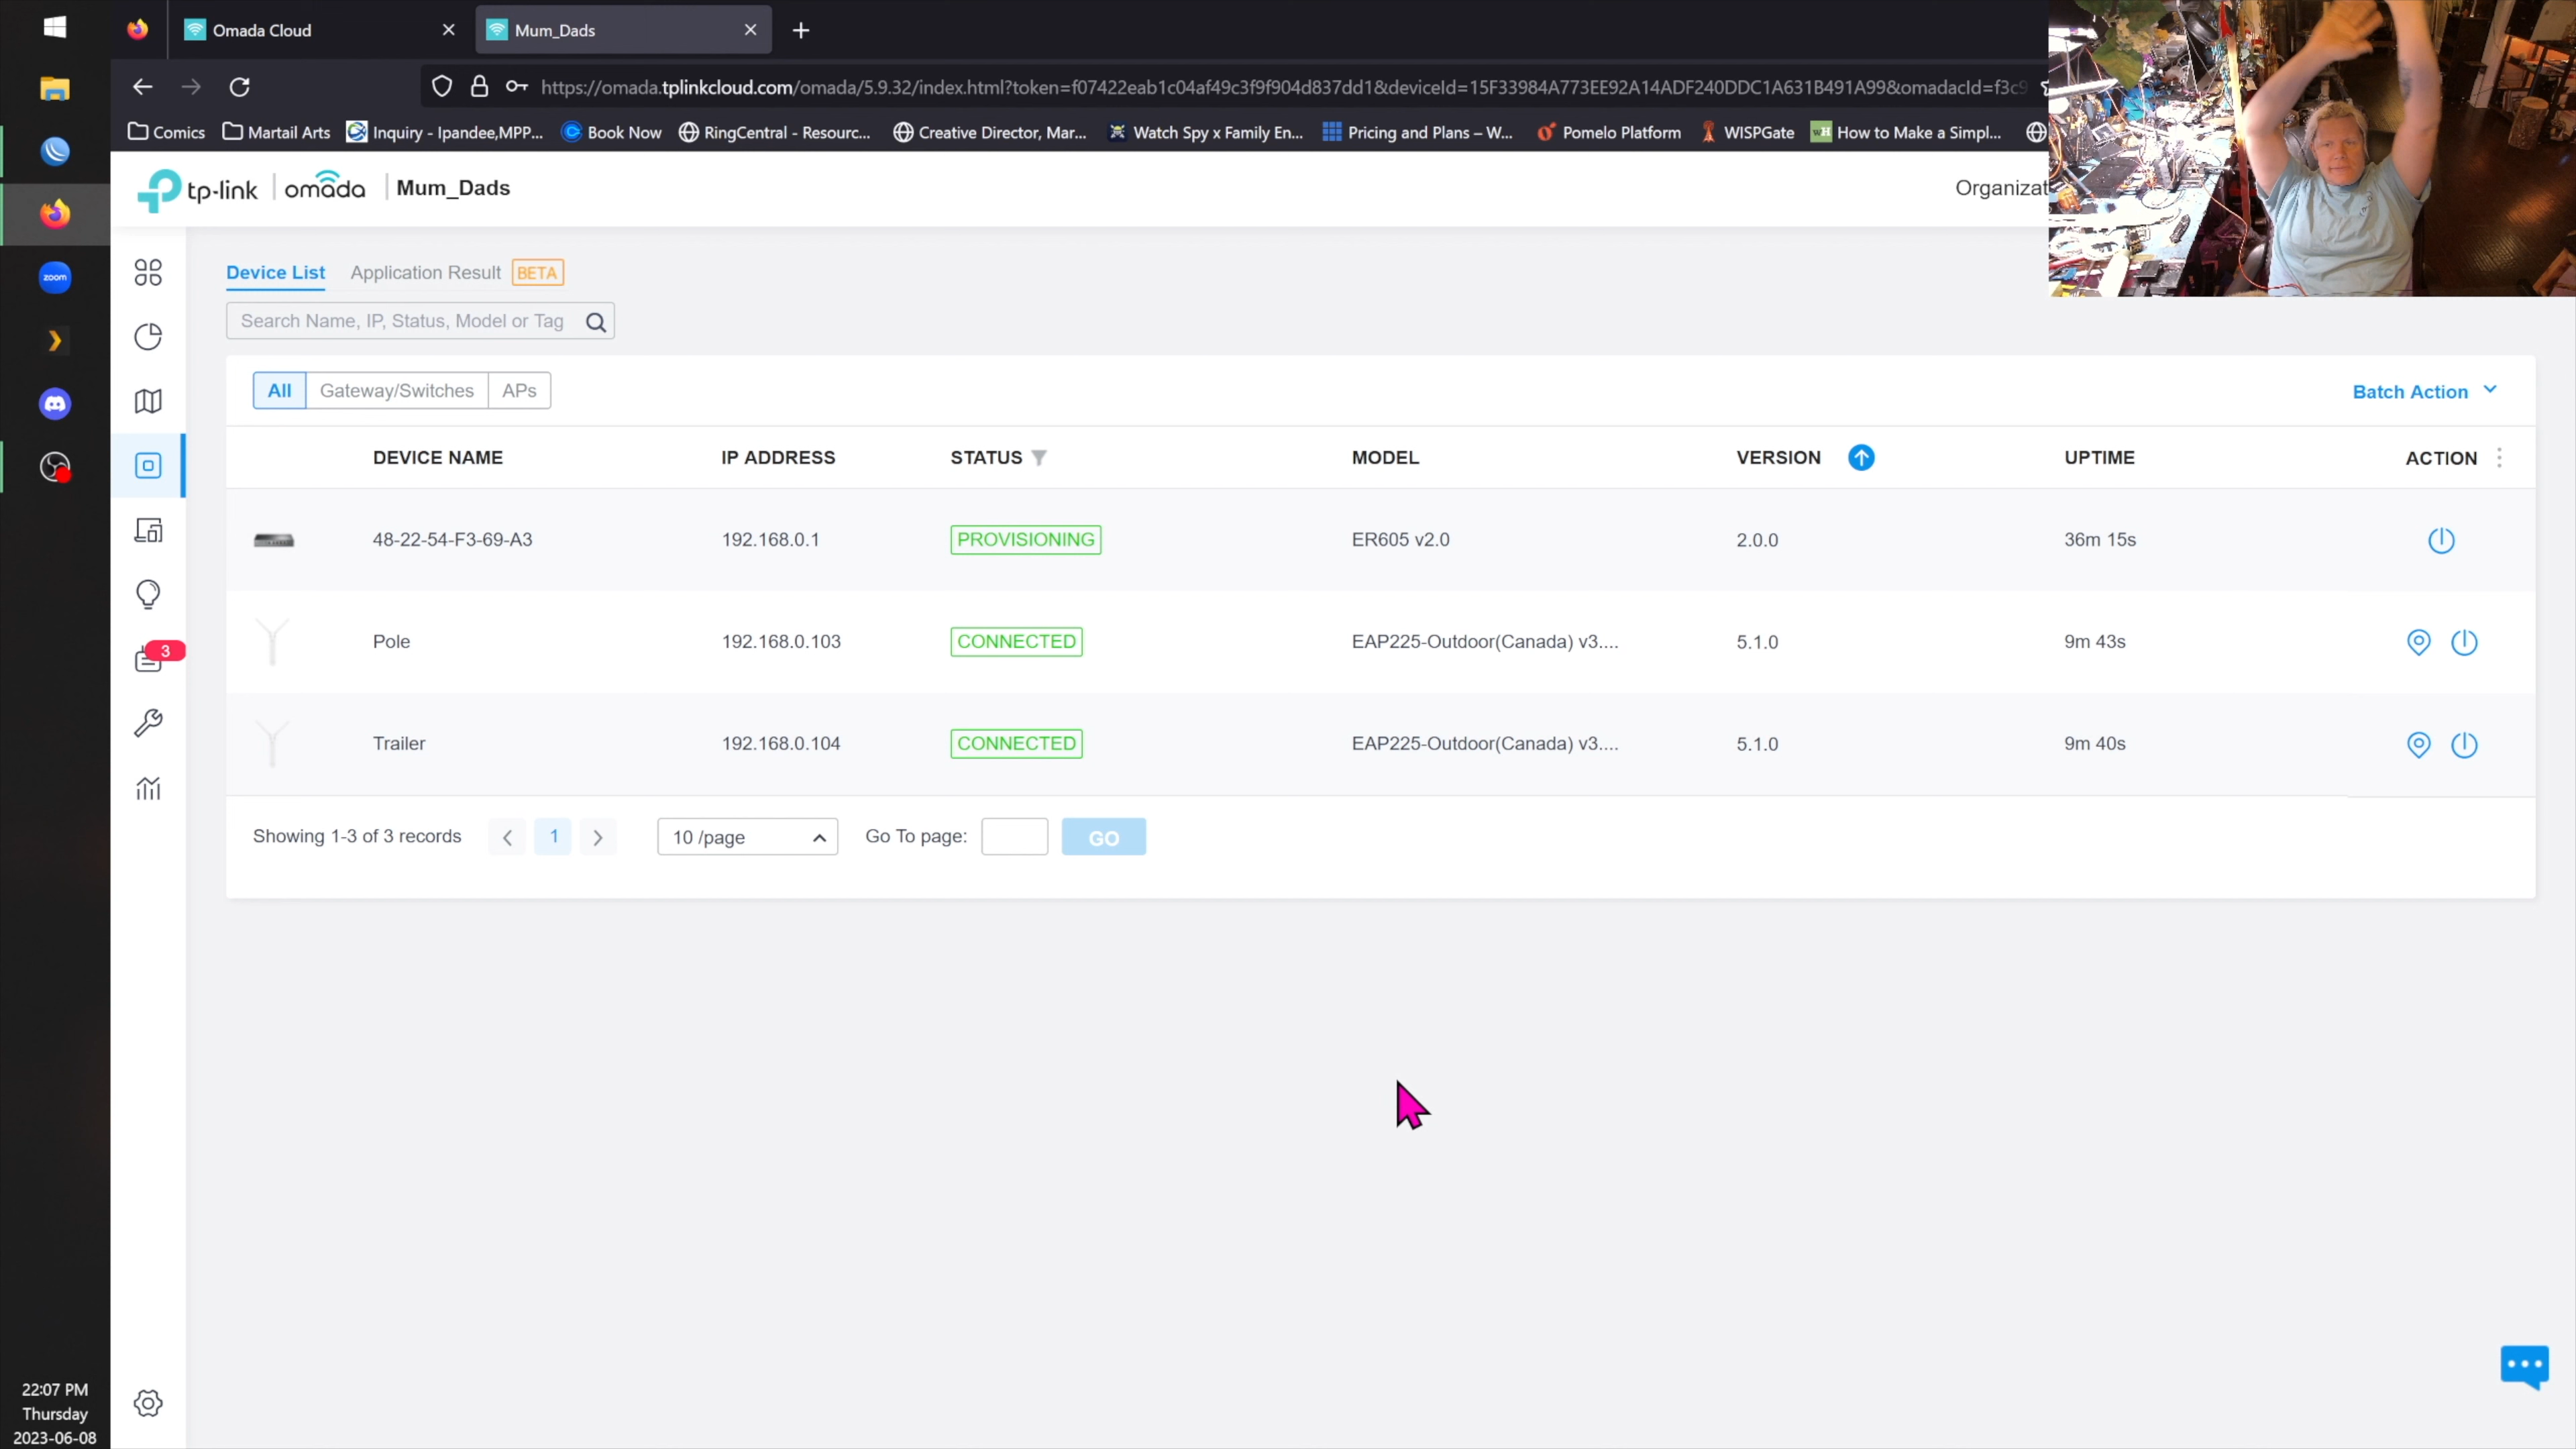 Omada Cloud
Mum_Dads
https://omada.tplinkcloud.com/omada/5.9.32/index.html?token=f07422eab1c04af49c3f9f904d837dd1&deviceId=15F33984A773EE92A14ADF240DDC1A631B491A99&omadacId=f3c9
Comics Martail Arts Inquiry - Ipandee,MPP... Book Now RingCentral - Resourc... Creative Director, Mar... Watch Spy x Family En... Pricing and Plans – W... Pomelo Platform WISPGate How to Make a Simpl...
tp-link omada Mum_Dads
Organizat
Device List Application Result BETA
Search Name, IP, Status, Model or Tag
All Gateway/Switches APs
Batch Action
DEVICE NAME IP ADDRESS STATUS MODEL VERSION UPTIME ACTION
48-22-54-F3-69-A3 192.168.0.1 PROVISIONING ER605 v2.0 2.0.0 36m 15s
Pole 192.168.0.103 CONNECTED EAP225-Outdoor(Canada) v3.... 5.1.0 9m 43s
Trailer 192.168.0.104 CONNECTED EAP225-Outdoor(Canada) v3.... 5.1.0 9m 40s
Showing 1-3 of 3 records 1 10 /page Go To page: GO
zoom
3
22:07 PM
Thursday
2023-06-08